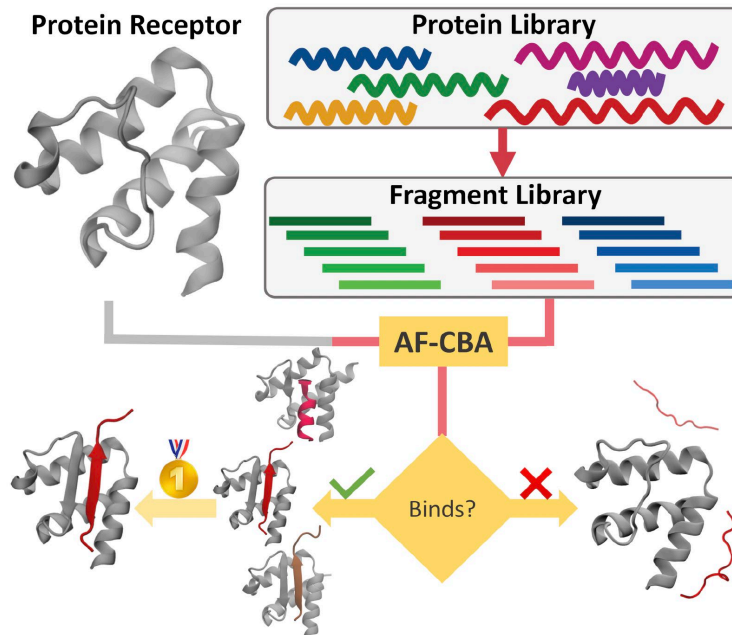 Protein Receptor
Protein Library
Fragment Library
AF-CBA
1
Binds?